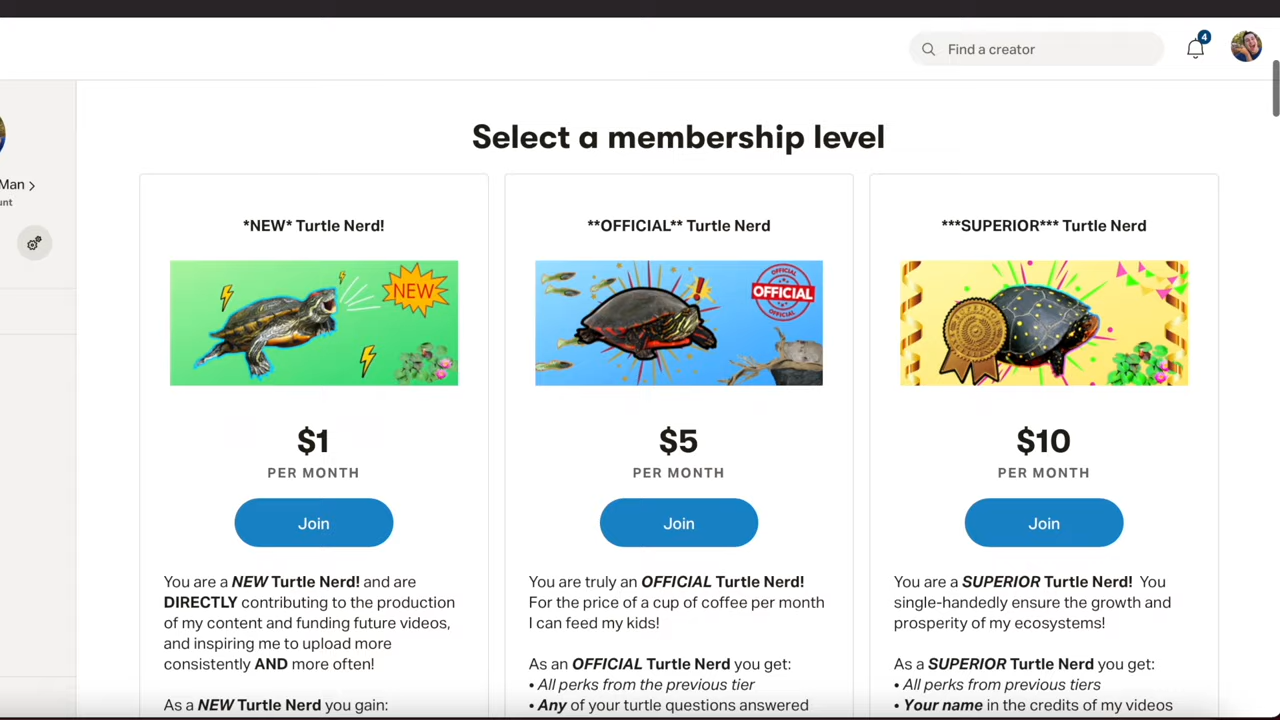 Find a creator
4
Man
unt
Select a membership level
*NEW* Turtle Nerd!
NEW
$1
PER MONTH
Join
You are a NEW Turtle Nerd! and are
DIRECTLY contributing to the production
of my content and funding future videos,
and inspiring me to upload more
consistently AND more often!
As a NEW Turtle Nerd you gain:
**OFFICIAL** Turtle Nerd
OFFICIAL
OFFICIAL
OFFICIAL
$5
PER MONTH
Join
You are truly an OFFICIAL Turtle Nerd!
For the price of a cup of coffee per month
I can feed my kids!
As an OFFICIAL Turtle Nerd you get:
• All perks from the previous tier
• Any of your turtle questions answered
***SUPERIOR*** Turtle Nerd
$10
PER MONTH
Join
You are a SUPERIOR Turtle Nerd! You
single-handedly ensure the growth and
prosperity of my ecosystems!
As a SUPERIOR Turtle Nerd you get:
• All perks from previous tiers
• Your name in the credits of my videos